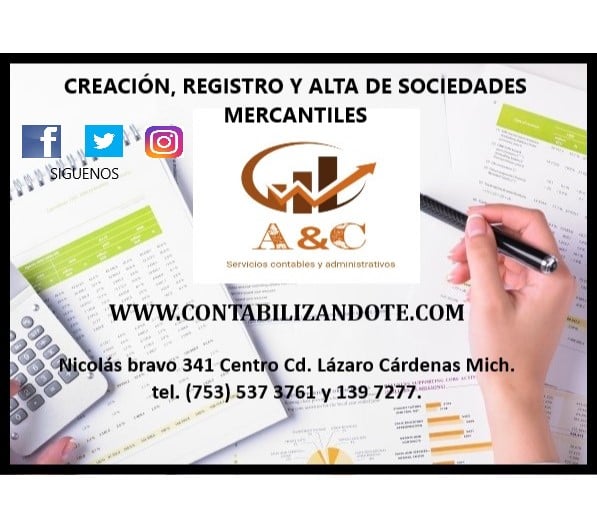 CREACIÓN, REGISTRO Y ALTA DE SOCIEDADES
MERCANTILES
SIGUENOS
A&C
Servicios contables y administrativos
WWW.CONTABILIZANDOTE.COM
Nicolás bravo 341 Centro Cd. Lázaro Cárdenas Mich.
tel. (753) 537 3761 y 139 7277.